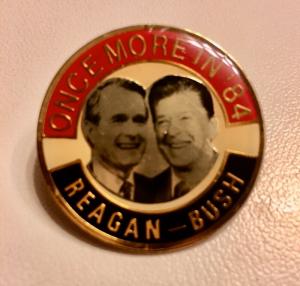 ONCE MORE IN '84
REAGAN — BUSH